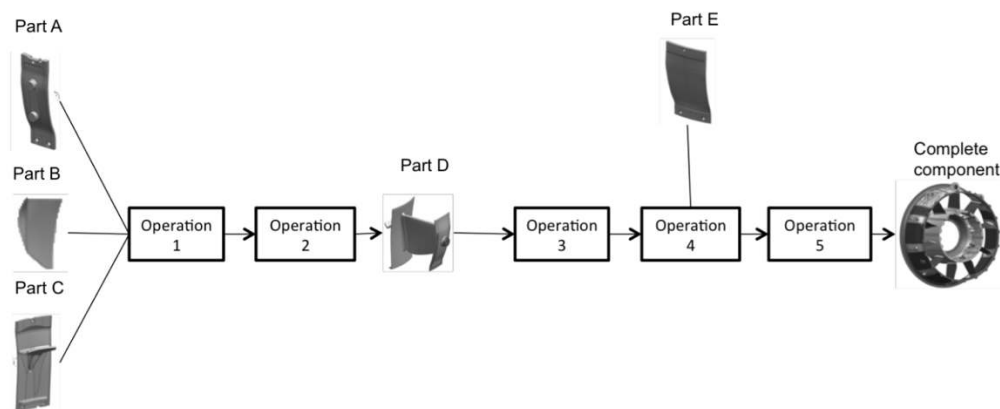 Part A
Part E
Part B
Part D
Complete
component
Operation
1
Operation
2
Operation
3
Operation
4
Operation
5
Part C